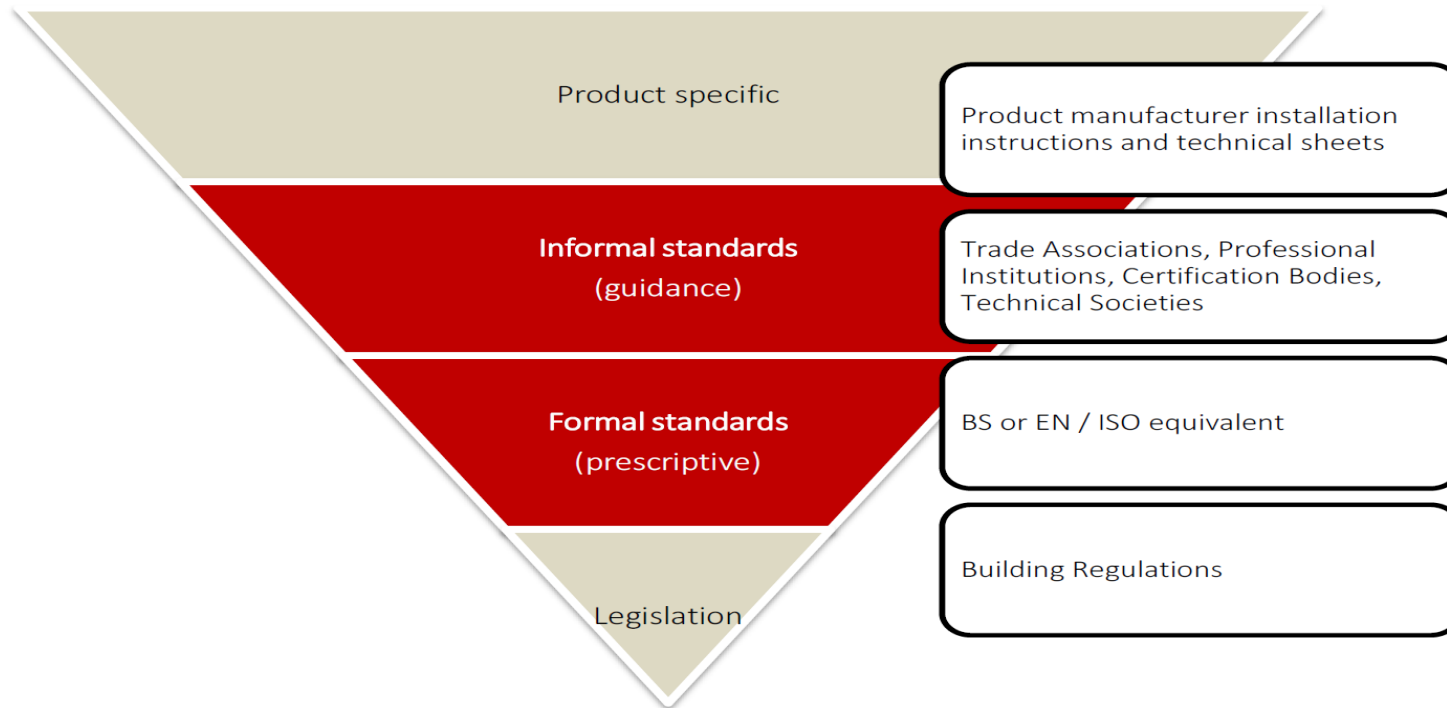 Product specific
Product manufacturer installation
instructions and technical sheets
Informal standards
(guidance)
Trade Associations, Professional
Institutions, Certification Bodies,
Technical Societies
Formal standards
(prescriptive)
BS or EN / ISO equivalent
Legislation
Building Regulations